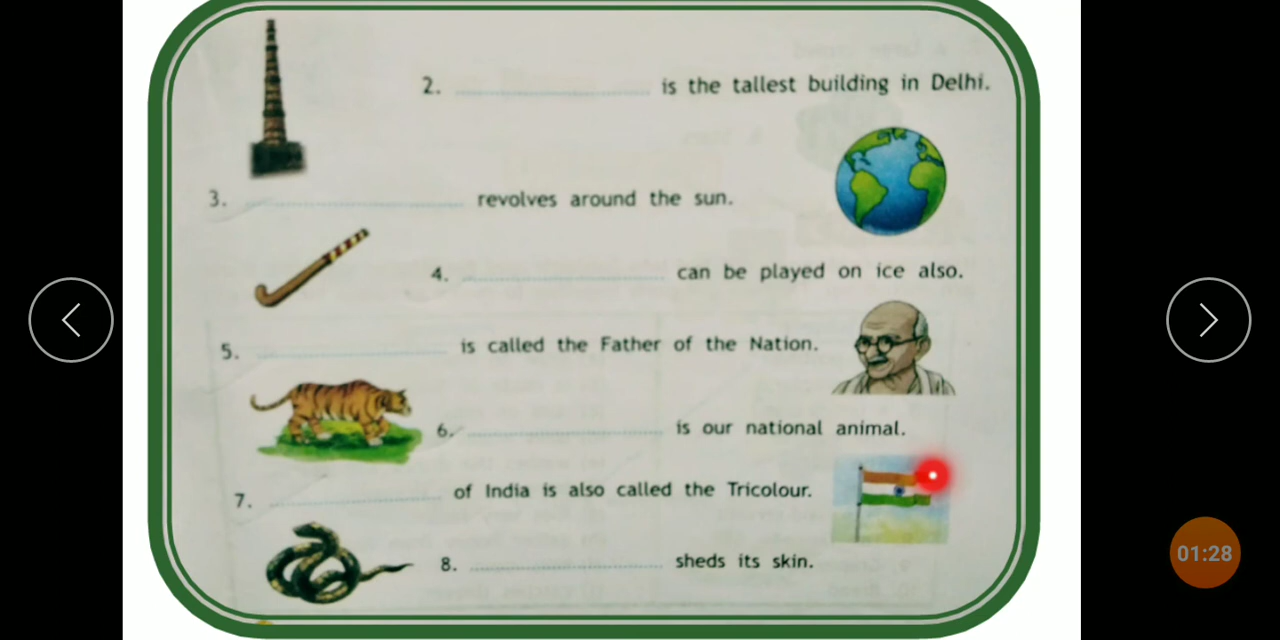 2. .............................. is the tallest building in Delhi.
3. .............................. revolves around the sun.
4. .............................. can be played on ice also.
5. .............................. is called the Father of the Nation.
6. .............................. is our national animal.
7. .............................. of India is also called the Tricolour.
8. .............................. sheds its skin.
01:28